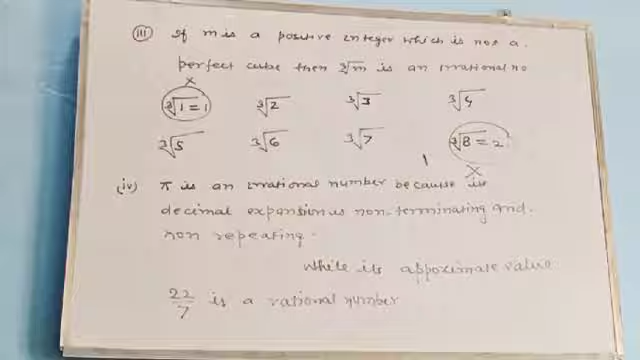 (iii) If m is a positive integer which is not a
perfect cube then ∛m is an irrational no
x
∛1 = 1 ∛2 ∛3 ∛4
∛5 ∛6 ∛7 ∛8 = 2
x
(iv) π is an irrational number because its
decimal expansion is non-terminating and
non repeating.
While its appoximate value
22/7 is a rational number